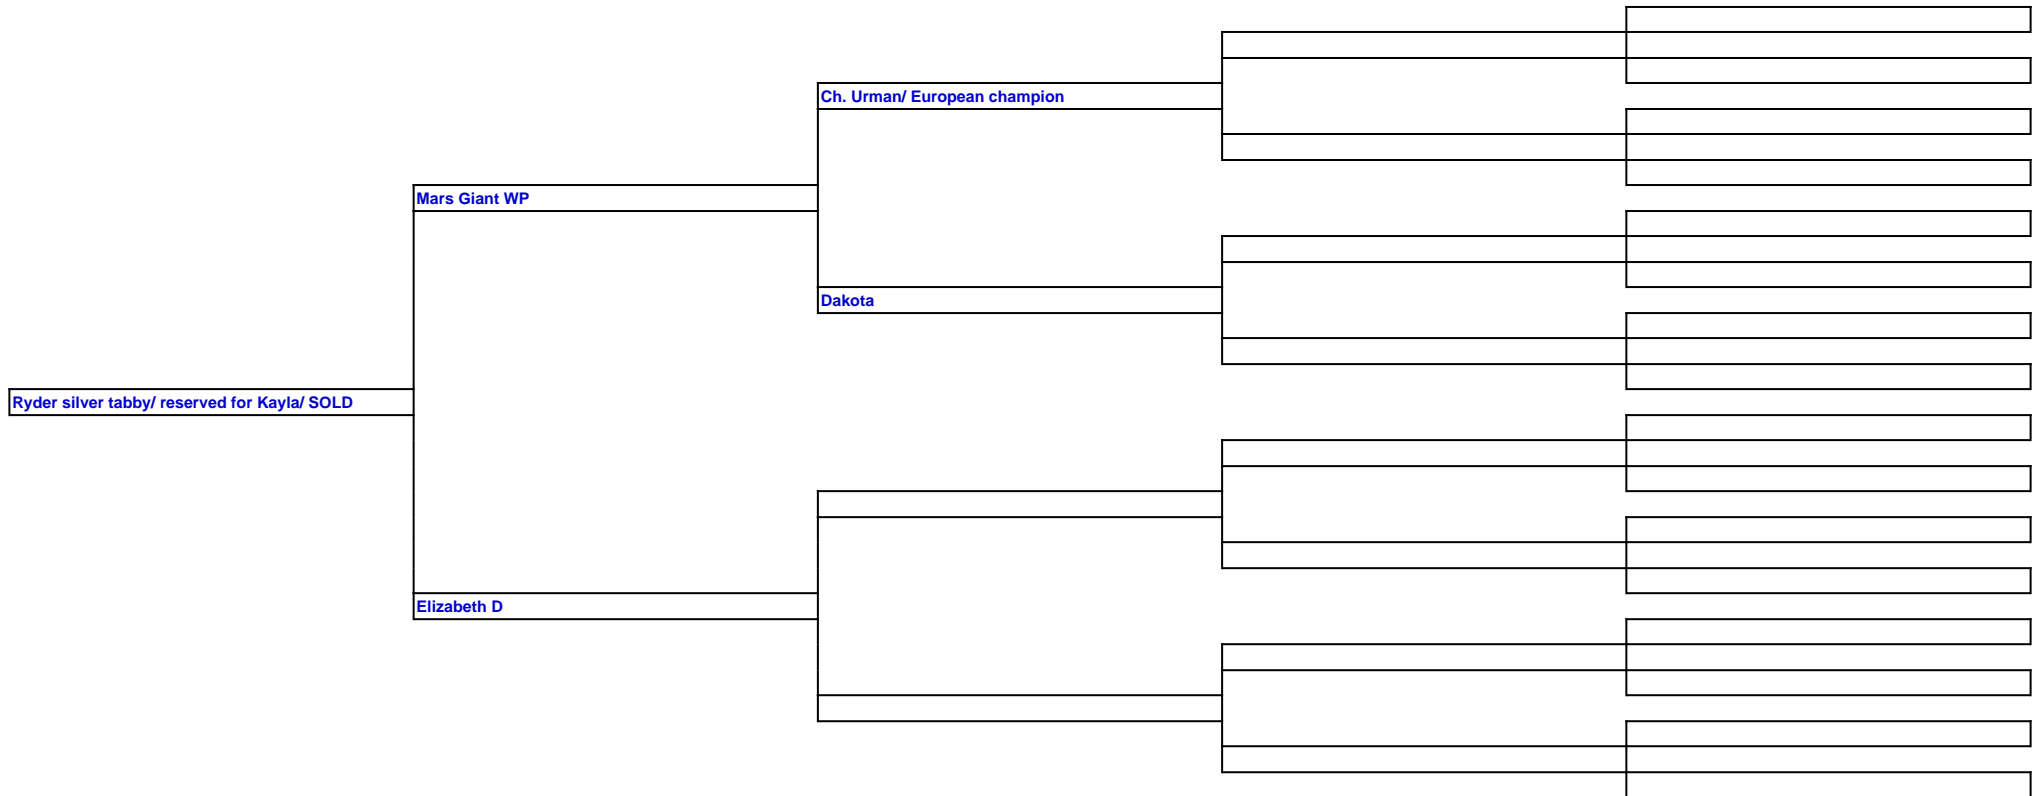 Ch. Urman/ European champion
Mars Giant WP
Dakota
Ryder silver tabby/ reserved for Kayla/ SOLD
Elizabeth D